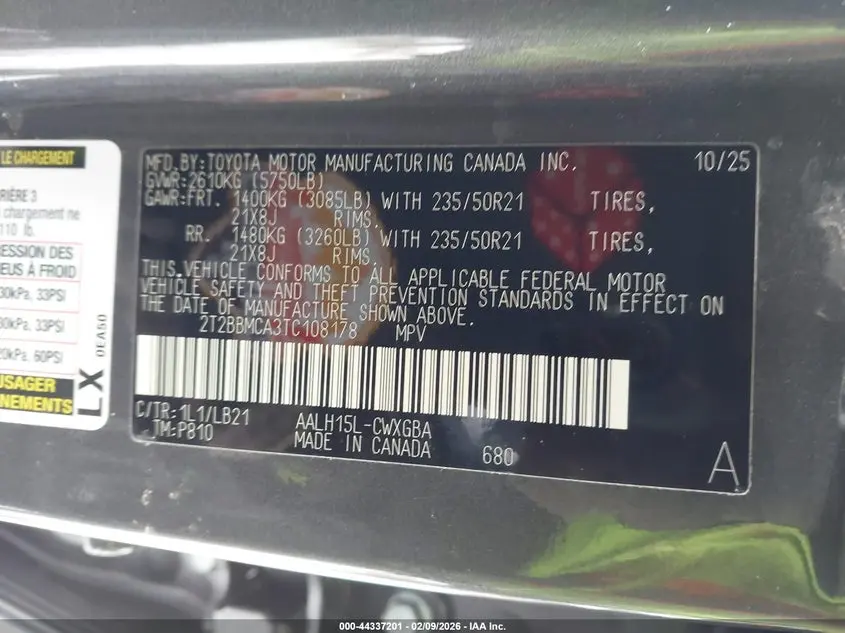 LE CHARGEMENT
RIÈRE 3
chargement ne
110 lb.
ESSION DES
EUS À FROID
30kPa, 33PSI
30kPa, 33PSI
20kPa, 60PSI
USAGER
NEMENTS
LX
0EA50
MFD.BY:TOYOTA MOTOR MANUFACTURING CANADA INC. 10/25
GVWR:2610KG (5750LB)
GAWR:FRT. 1400KG (3085LB) WITH 235/50R21 TIRES,
21X8J RIMS,
RR. 1480KG (3260LB) WITH 235/50R21 TIRES,
21X8J RIMS.
THIS VEHICLE CONFORMS TO ALL APPLICABLE FEDERAL MOTOR
VEHICLE SAFETY AND THEFT PREVENTION STANDARDS IN EFFECT ON
THE DATE OF MANUFACTURE SHOWN ABOVE.
2T2BBMCA3TC108178 MPV
C/TR:1L1/LB21 AALH15L-CWXGBA
TM:P810 MADE IN CANADA 680
A
000-44337201 - 02/09/2026 - IAA Inc.